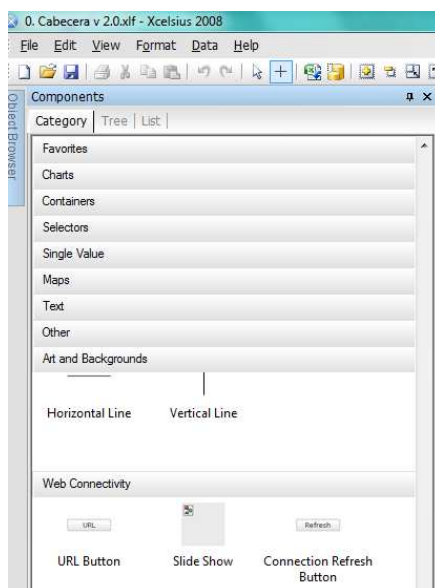 0. Cabecera v 2.0.xlf - Xcelsius 2008
File Edit View Format Data Help
Components
Object Browser
Category Tree List
Favorites
Charts
Containers
Selectors
Single Value
Maps
Text
Other
Art and Backgrounds
Horizontal Line Vertical Line
Web Connectivity
URL Refresh
URL Button Slide Show Connection Refresh
Button